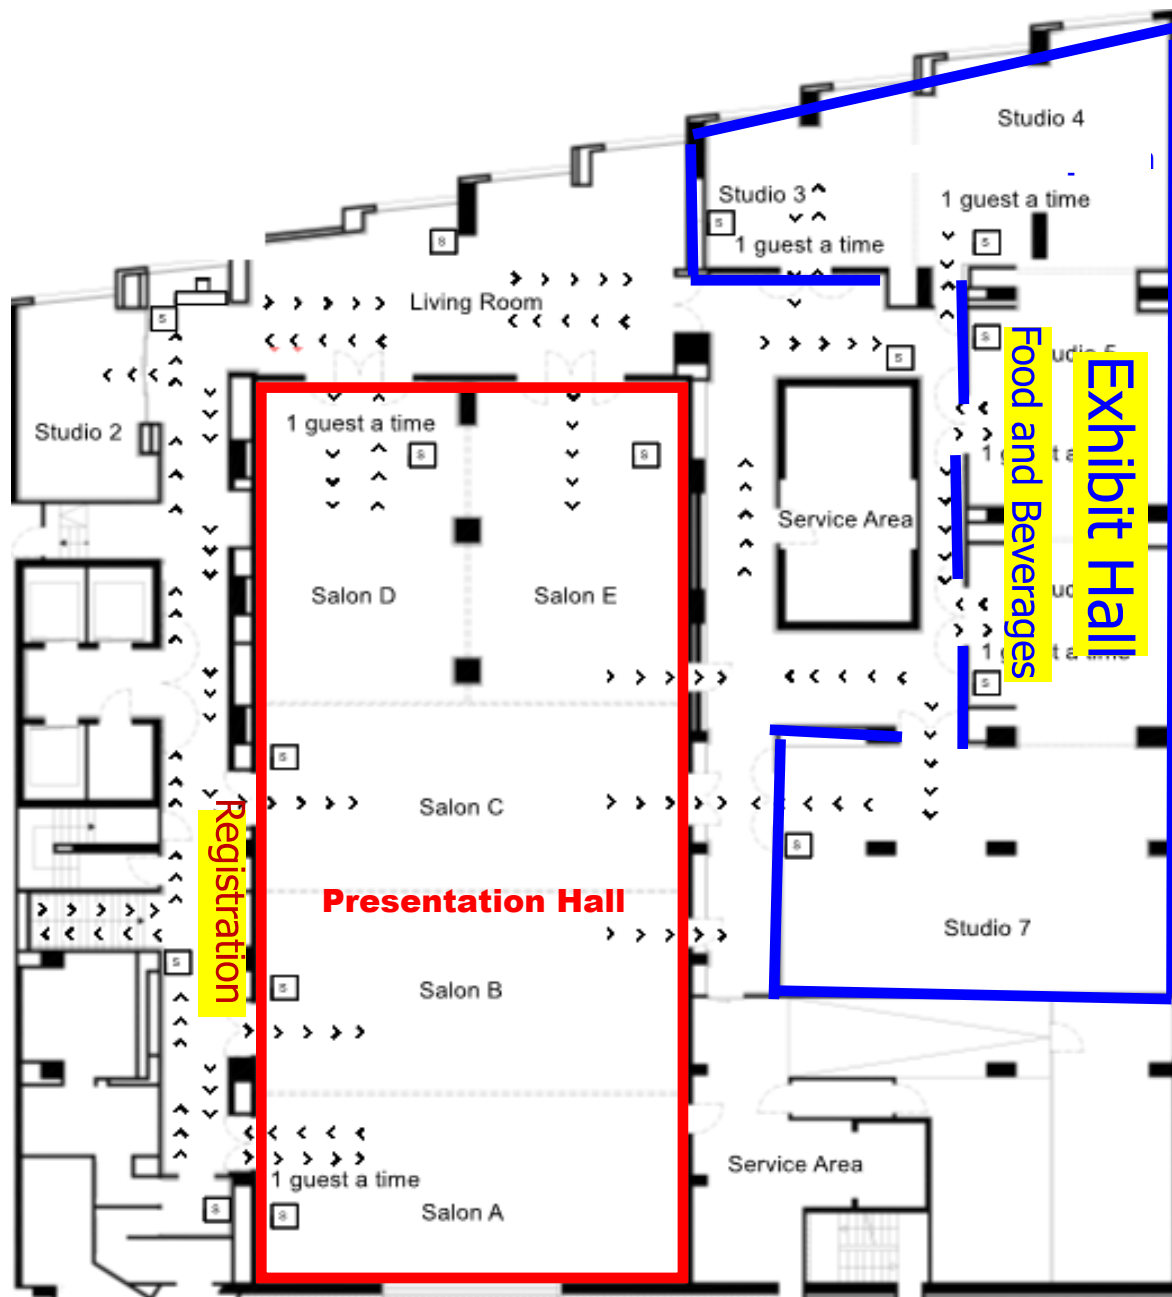 Studio 4
Studio 3
1 guest a time
1 guest a time
S
S
S
S
Living Room
S
S
S
Studio 2
1 guest a time
S
S
Exhibit Hall
Food and Beverages
Service Area
Salon D
Salon E
S
S
Registration
Salon C
S
Presentation Hall
Studio 7
S
S
Salon B
Service Area
1 guest a time
S
S
Salon A